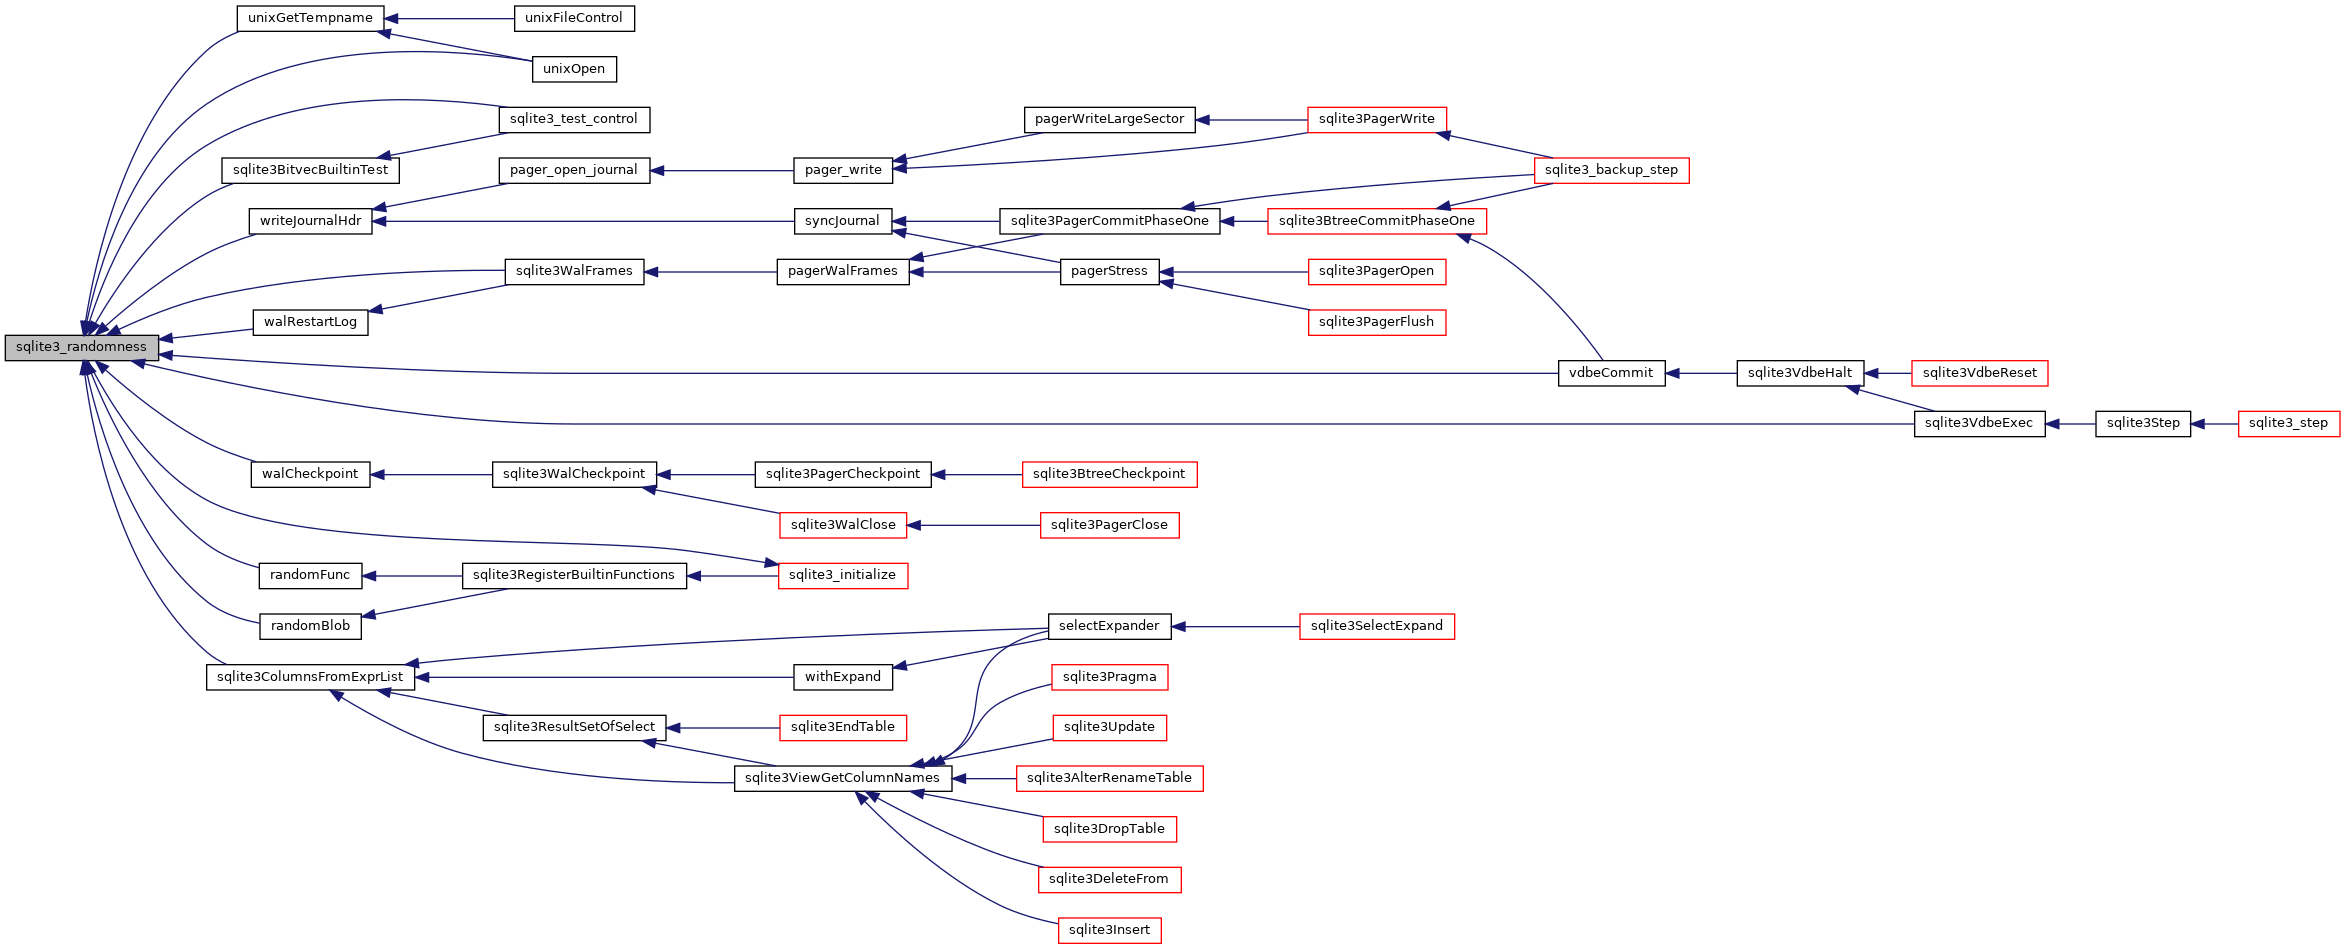 unixGetTempname
unixFileControl
unixOpen
sqlite3_test_control
pagerWriteLargeSector
sqlite3PagerWrite
sqlite3BitvecBuiltinTest
pager_open_journal
pager_write
sqlite3_backup_step
writeJournalHdr
syncJournal
sqlite3PagerCommitPhaseOne
sqlite3BtreeCommitPhaseOne
sqlite3WalFrames
pagerWalFrames
pagerStress
sqlite3PagerOpen
walRestartLog
sqlite3PagerFlush
sqlite3_randomness
vdbeCommit
sqlite3VdbeHalt
sqlite3VdbeReset
sqlite3VdbeExec
sqlite3Step
sqlite3_step
walCheckpoint
sqlite3WalCheckpoint
sqlite3PagerCheckpoint
sqlite3BtreeCheckpoint
sqlite3WalClose
sqlite3PagerClose
randomFunc
sqlite3RegisterBuiltinFunctions
sqlite3_initialize
randomBlob
selectExpander
sqlite3SelectExpand
sqlite3ColumnsFromExprList
withExpand
sqlite3Pragma
sqlite3ResultSetOfSelect
sqlite3EndTable
sqlite3Update
sqlite3ViewGetColumnNames
sqlite3AlterRenameTable
sqlite3DropTable
sqlite3DeleteFrom
sqlite3Insert